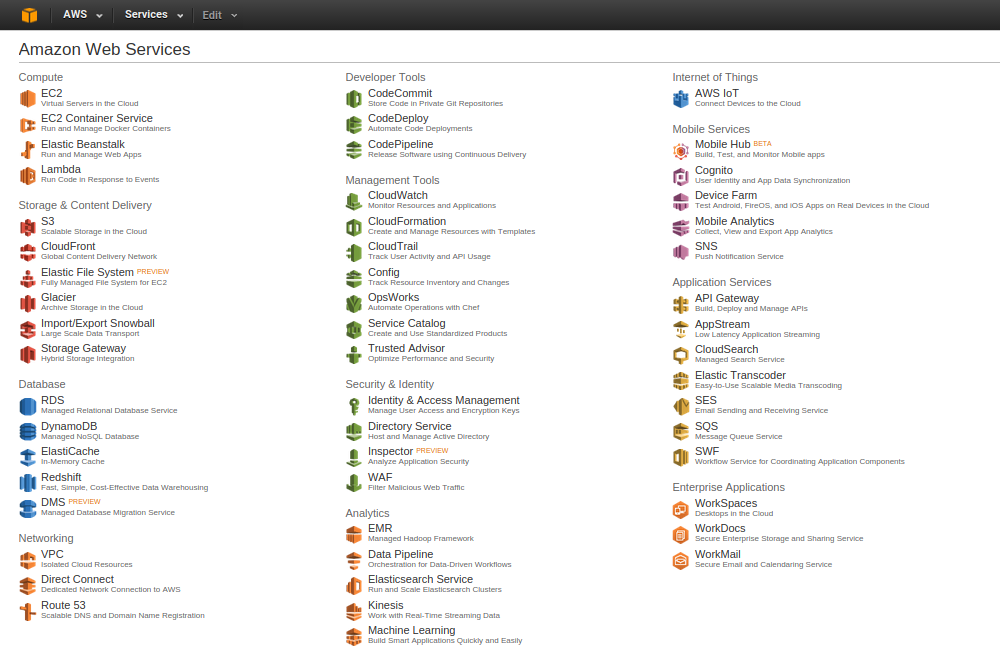 AWS Services Edit
Amazon Web Services
Compute
EC2
Virtual Servers in the Cloud
EC2 Container Service
Run and Manage Docker Containers
Elastic Beanstalk
Run and Manage Web Apps
Lambda
Run Code in Response to Events
Storage & Content Delivery
S3
Scalable Storage in the Cloud
CloudFront
Global Content Delivery Network
Elastic File System PREVIEW
Fully Managed File System for EC2
Glacier
Archive Storage in the Cloud
Import/Export Snowball
Large Scale Data Transport
Storage Gateway
Hybrid Storage Integration
Database
RDS
Managed Relational Database Service
DynamoDB
Managed NoSQL Database
ElastiCache
In-Memory Cache
Redshift
Fast, Simple, Cost-Effective Data Warehousing
DMS PREVIEW
Managed Database Migration Service
Networking
VPC
Isolated Cloud Resources
Direct Connect
Dedicated Network Connection to AWS
Route 53
Scalable DNS and Domain Name Registration
Developer Tools
CodeCommit
Store Code in Private Git Repositories
CodeDeploy
Automate Code Deployments
CodePipeline
Release Software using Continuous Delivery
Management Tools
CloudWatch
Monitor Resources and Applications
CloudFormation
Create and Manage Resources with Templates
CloudTrail
Track User Activity and API Usage
Config
Track Resource Inventory and Changes
OpsWorks
Automate Operations with Chef
Service Catalog
Create and Use Standardized Products
Trusted Advisor
Optimize Performance and Security
Security & Identity
Identity & Access Management
Manage User Access and Encryption Keys
Directory Service
Host and Manage Active Directory
Inspector PREVIEW
Analyze Application Security
WAF
Filter Malicious Web Traffic
Analytics
EMR
Managed Hadoop Framework
Data Pipeline
Orchestration for Data-Driven Workflows
Elasticsearch Service
Run and Scale Elasticsearch Clusters
Kinesis
Work with Real-Time Streaming Data
Machine Learning
Build Smart Applications Quickly and Easily
Internet of Things
AWS IoT
Connect Devices to the Cloud
Mobile Services
Mobile Hub BETA
Build, Test, and Monitor Mobile apps
Cognito
User Identity and App Data Synchronization
Device Farm
Test Android, FireOS, and iOS Apps on Real Devices in the Cloud
Mobile Analytics
Collect, View and Export App Analytics
SNS
Push Notification Service
Application Services
API Gateway
Build, Deploy and Manage APIs
AppStream
Low Latency Application Streaming
CloudSearch
Managed Search Service
Elastic Transcoder
Easy-to-Use Scalable Media Transcoding
SES
Email Sending and Receiving Service
SQS
Message Queue Service
SWF
Workflow Service for Coordinating Application Components
Enterprise Applications
WorkSpaces
Desktops in the Cloud
WorkDocs
Secure Enterprise Storage and Sharing Service
WorkMail
Secure Email and Calendaring Service